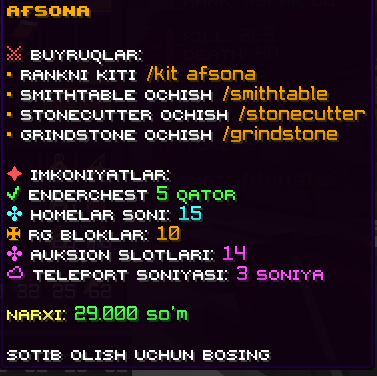 AFSONA
BUYRUQLAR:
RANKNI KITI /kit afsona
SMITHTABLE OCHISH /smithtable
STONECUTTER OCHISH /stonecutter
GRINDSTONE OCHISH /grindstone
IMKONIYATLAR:
ENDERCHEST 5 QATOR
HOMELAR SONI: 15
RG BLOKLAR: 10
AUKSION SLOTLARI: 14
TELEPORT SONIYASI: 3 SONIYA
NARXI: 29.000 so'm
SOTIB OLISH UCHUN BOSING